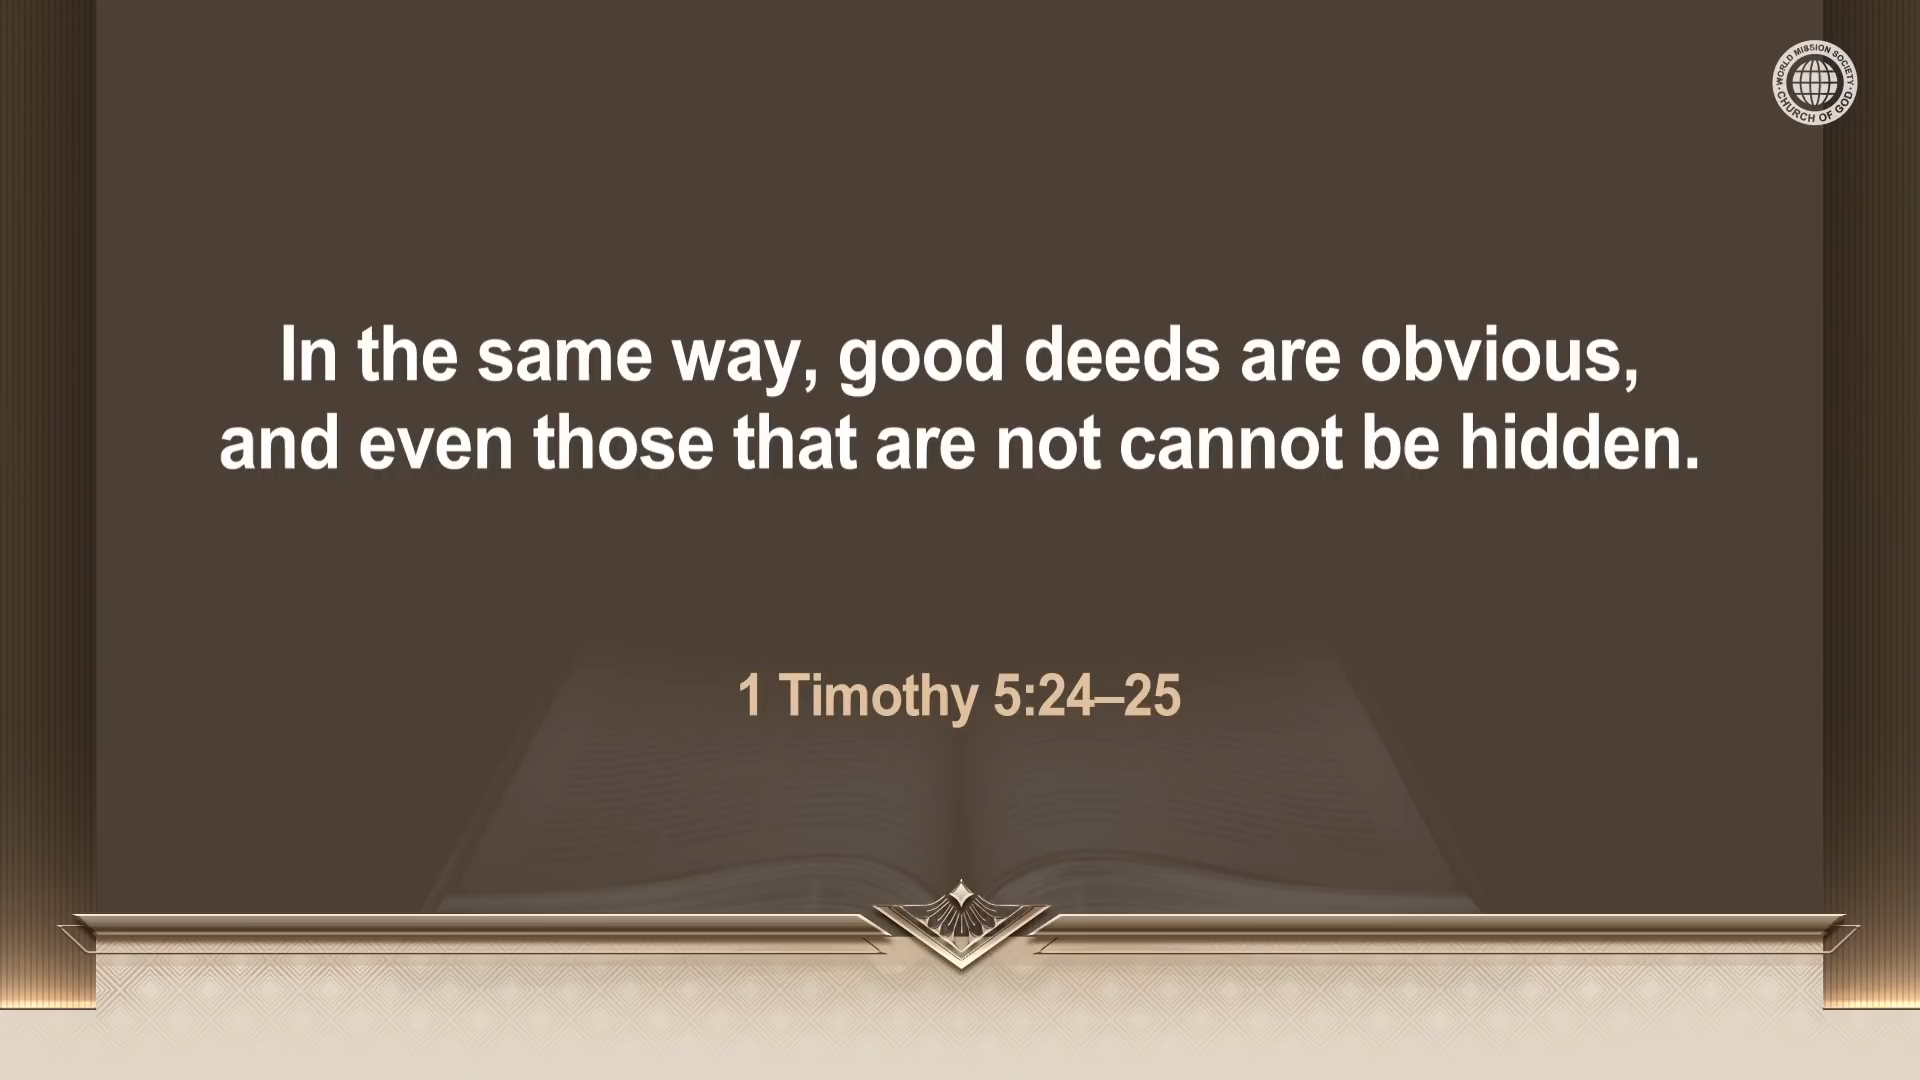 WORLD MISSION SOCIETY
CHURCH OF GOD
In the same way, good deeds are obvious,
and even those that are not cannot be hidden.
1 Timothy 5:24–25